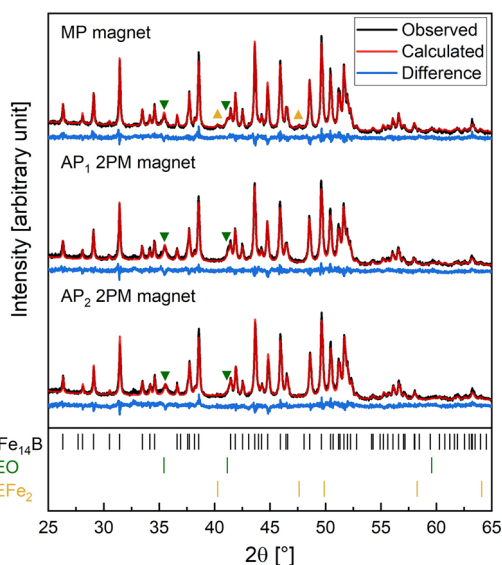 MP magnet
Observed
Calculated
Difference
AP₁ 2PM magnet
AP₂ 2PM magnet
Intensity [arbitrary unit]
Fe₁₄B
EO
EFe₂
25 30 35 40 45 50 55 60 65
2θ [°]